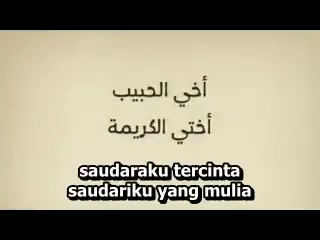 أخي الحبيب
أختي الكريمة
saudaraku tercinta
saudariku yang mulia